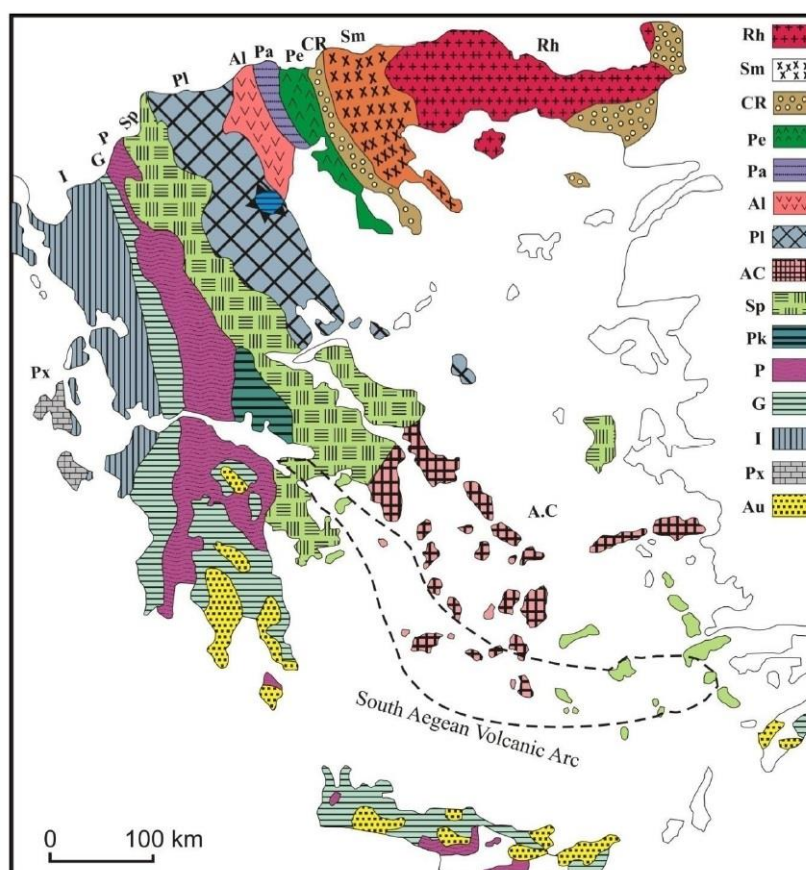 Rh
Sm
CR
Pe
Pa
Al
Pl
AC
Sp
Pk
P
G
I
Px
Au
I
G
P
Sp
Pl
Al
Pa
Pe
CR
Sm
Rh
Px
A.C
South Aegean Volcanic Arc
0 100 km